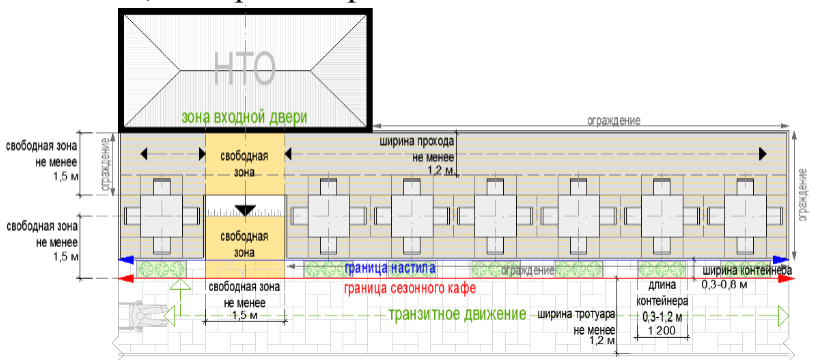 НТО
зона входной двери
ограждение
свободная зона
не менее
1,5 м
ограждение
свободная
зона
ширина прохода
не менее
1,2 м
ограждение
свободная зона
не менее
1,5 м
свободная
зона
граница настила
ограждение
ширина контейнера
0,3-0,8 м
свободная зона
не менее
1,5 м
граница сезонного кафе
длина
контейнера
0,3-1,2 м
1 200
транзитное движение
ширина тротуара
не менее
1,2 м